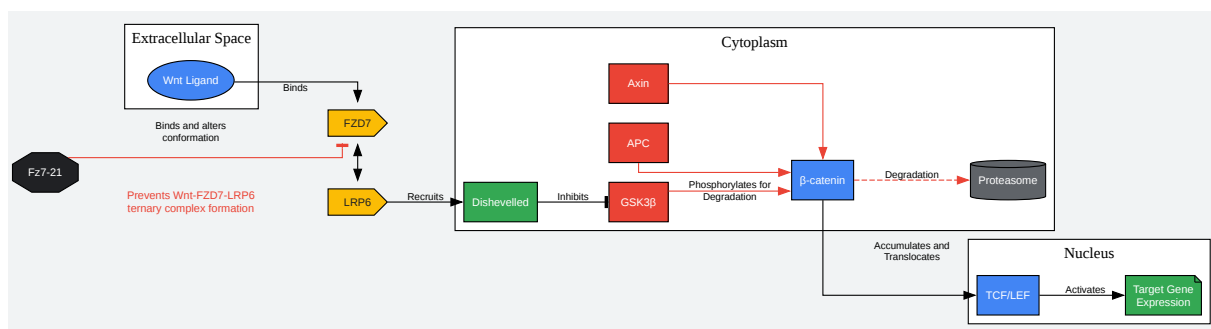 Extracellular Space
Wnt Ligand
Binds
Binds and alters
conformation
FZD7
Fz7-21
Prevents Wnt-FZD7-LRP6
ternary complex formation
LRP6
Recruits
Cytoplasm
Axin
APC
Dishevelled
Inhibits
GSK3β
Phosphorylates for
Degradation
β-catenin
Degradation
Proteasome
Accumulates and
Translocates
Nucleus
TCF/LEF
Activates
Target Gene
Expression